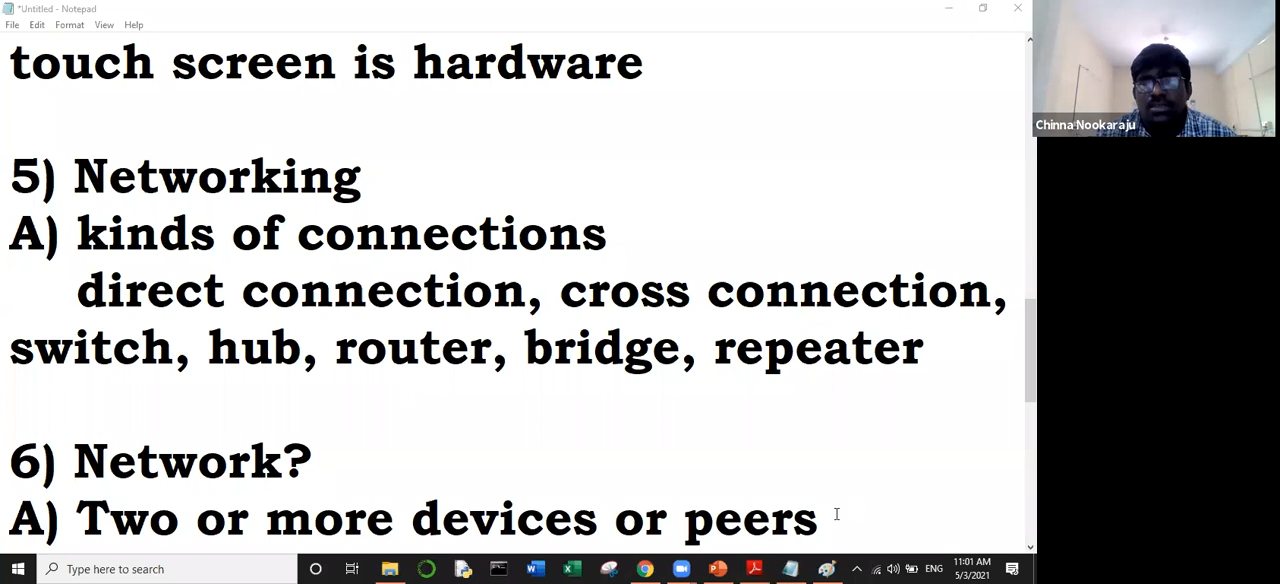 *Untitled - Notepad
File Edit Format View Help
touch screen is hardware
5) Networking
A) kinds of connections
direct connection, cross connection,
switch, hub, router, bridge, repeater
6) Network?
A) Two or more devices or peers
Chinna Nookaraju
Type here to search
ENG
11:01 AM
5/3/2021